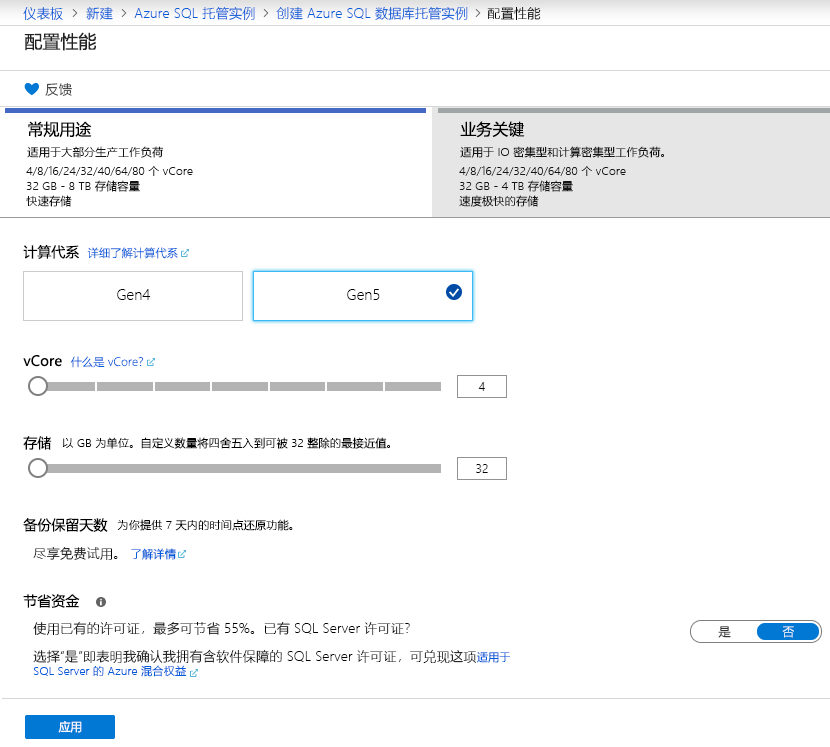 仪表板 > 新建 > Azure SQL 托管实例 > 创建 Azure SQL 数据库托管实例 > 配置性能
配置性能
反馈
常规用途
适用于大部分生产工作负荷
4/8/16/24/32/40/64/80 个 vCore
32 GB - 8 TB 存储容量
快速存储
业务关键
适用于 IO 密集型和计算密集型工作负荷。
4/8/16/24/32/40/64/80 个 vCore
32 GB - 4 TB 存储容量
速度极快的存储
计算代系 详细了解计算代系
Gen4
Gen5
vCore 什么是 vCore?
4
存储 以 GB 为单位。自定义数量将四舍五入到可被 32 整除的最接近值。
32
备份保留天数 为你提供 7 天内的时间点还原功能。
尽享免费试用。 了解详情
节省资金
使用已有的许可证，最多可节省 55%。已有 SQL Server 许可证?
是 否
选择“是”即表明我确认我拥有含软件保障的 SQL Server 许可证，可兑现这项适用于
SQL Server 的 Azure 混合权益
应用